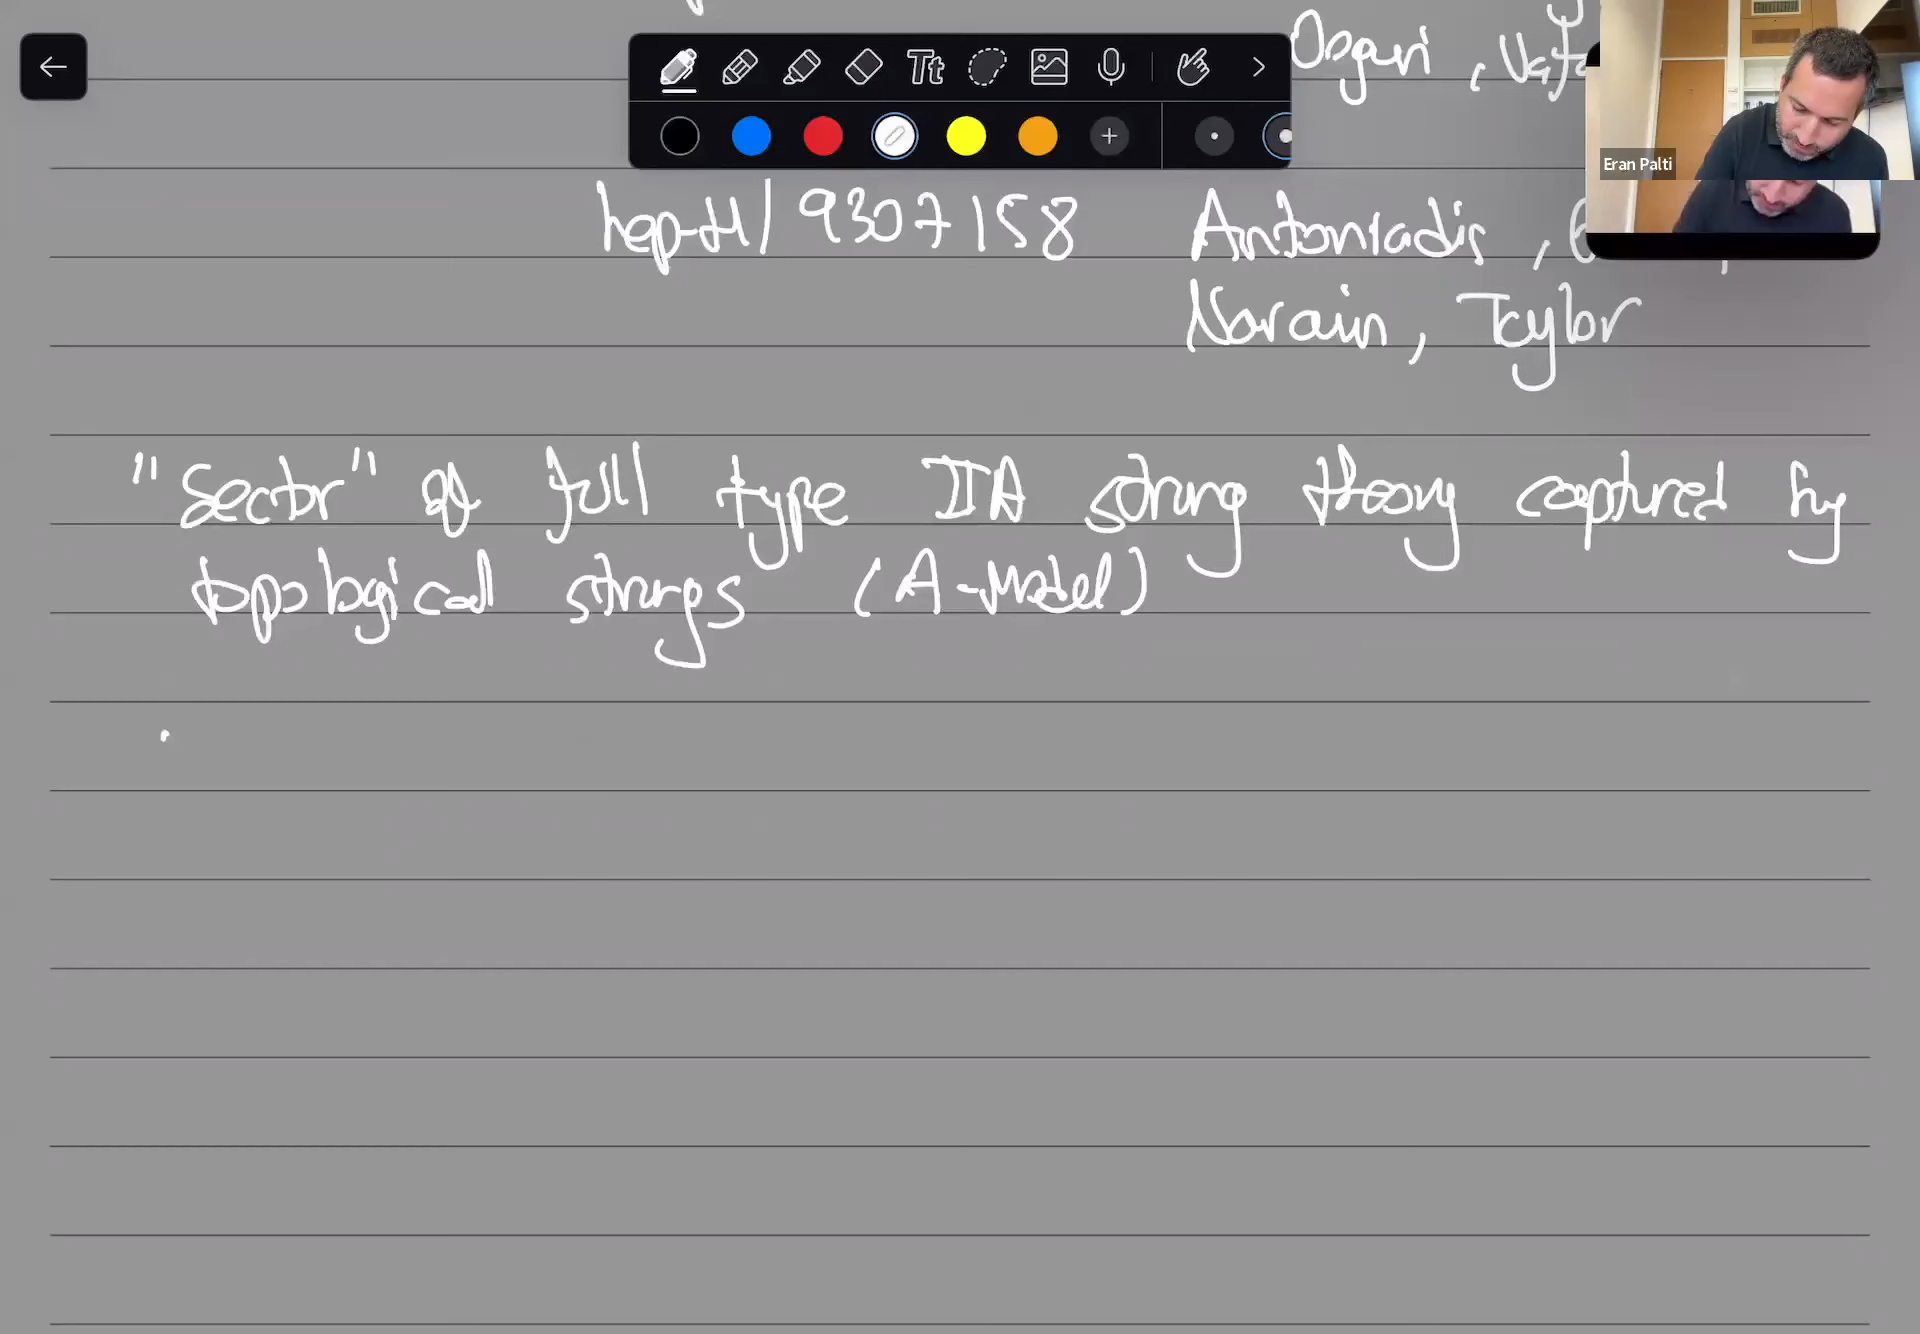 Ooguri, Vafa
Tt
Eran Palti
hep-th/9307158 Antoniadis,
Narain, Taylor
"Sector" of full type IIA string theory captured by
topological strings (A-Model)